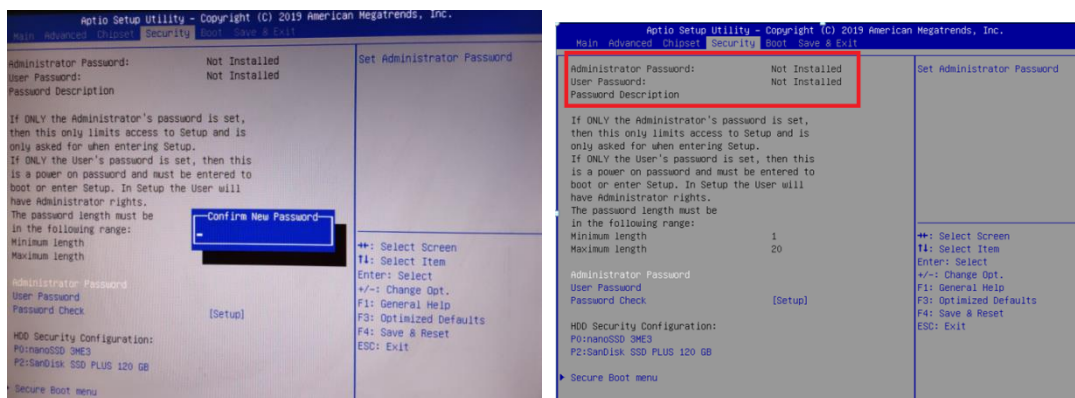 Aptio Setup Utility – Copyright (C) 2019 American Megatrends, Inc.
Main Advanced Chipset Security Boot Save & Exit
Administrator Password: Not Installed
User Password: Not Installed
Password Description
If ONLY the Administrator's password is set,
then this only limits access to Setup and is
only asked for when entering Setup.
If ONLY the User's password is set, then this
is a power on password and must be entered to
boot or enter Setup. In Setup the User will
have Administrator rights.
The password length must be
in the following range:
Minimum length
Maximum length
Administrator Password
User Password
Password Check [Setup]
HDD Security Configuration:
P0:nanoSSD 3ME3
P2:SanDisk SSD PLUS 120 GB
Secure Boot menu
Confirm New Password
Set Administrator Password
↔: Select Screen
↑↓: Select Item
Enter: Select
+/-: Change Opt.
F1: General Help
F3: Optimized Defaults
F4: Save & Reset
ESC: Exit
Aptio Setup Utility – Copyright (C) 2019 American Megatrends, Inc.
Main Advanced Chipset Security Boot Save & Exit
Administrator Password: Not Installed
User Password: Not Installed
Password Description
If ONLY the Administrator's password is set,
then this only limits access to Setup and is
only asked for when entering Setup.
If ONLY the User's password is set, then this
is a power on password and must be entered to
boot or enter Setup. In Setup the User will
have Administrator rights.
The password length must be
in the following range:
Minimum length 1
Maximum length 20
Administrator Password
User Password
Password Check [Setup]
HDD Security Configuration:
P0:nanoSSD 3ME3
P2:SanDisk SSD PLUS 120 GB
Secure Boot menu
Set Administrator Password
↔: Select Screen
↑↓: Select Item
Enter: Select
+/-: Change Opt.
F1: General Help
F3: Optimized Defaults
F4: Save & Reset
ESC: Exit